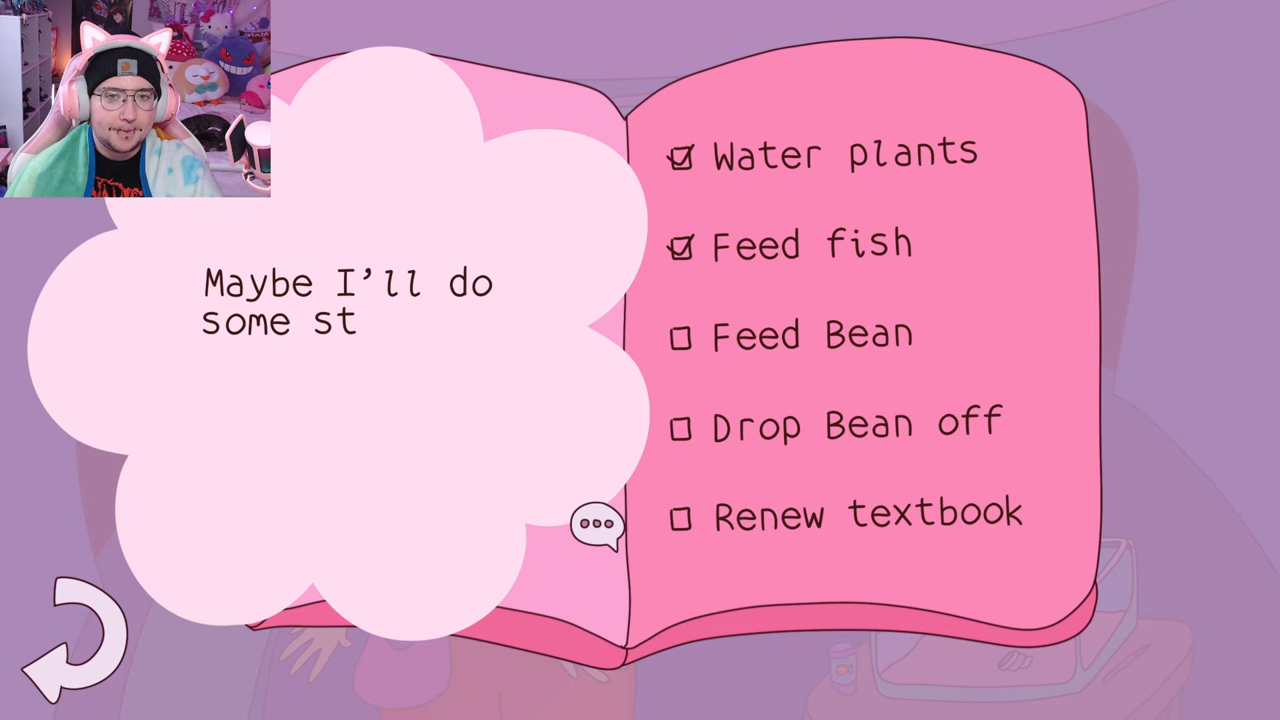 Maybe I'll do
some st
Water plants
Feed fish
Feed Bean
Drop Bean off
Renew textbook